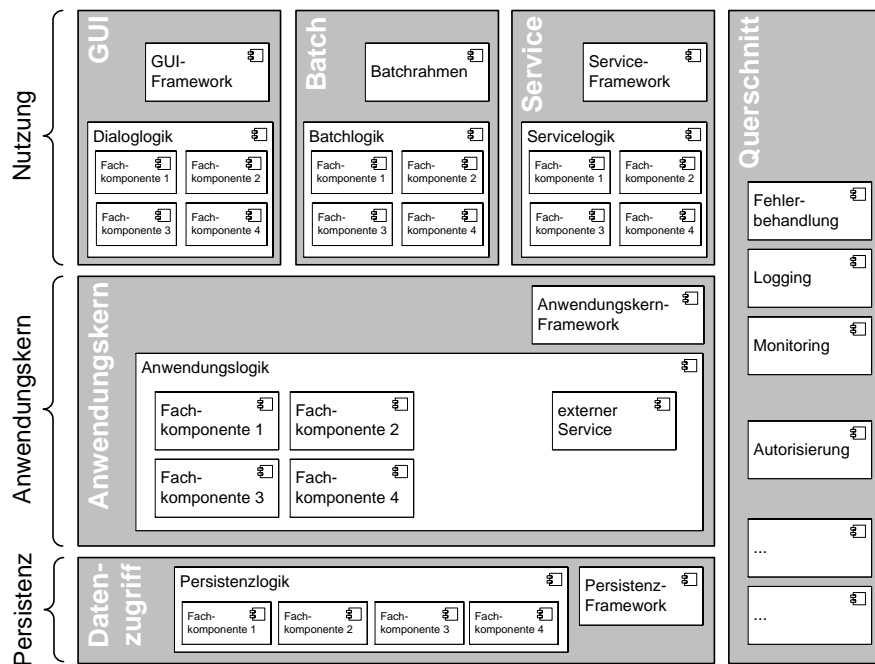 Nutzung
GUI
GUI-
Framework
Dialoglogik
Fach-
komponente 1
Fach-
komponente 2
Fach-
komponente 3
Fach-
komponente 4
Batch
Batchrahmen
Batchlogik
Fach-
komponente 1
Fach-
komponente 2
Fach-
komponente 3
Fach-
komponente 4
Service
Service-
Framework
Servicelogik
Fach-
komponente 1
Fach-
komponente 2
Fach-
komponente 3
Fach-
komponente 4
Anwendungskern
Anwendungskern
Anwendungskern-
Framework
Anwendungslogik
Fach-
komponente 1
Fach-
komponente 2
externer
Service
Fach-
komponente 3
Fach-
komponente 4
Persistenz
Daten-
zugriff
Persistenzlogik
Fach-
komponente 1
Fach-
komponente 2
Fach-
komponente 3
Fach-
komponente 4
Persistenz-
Framework
Querschnitt
Fehler-
behandlung
Logging
Monitoring
Autorisierung
...
...